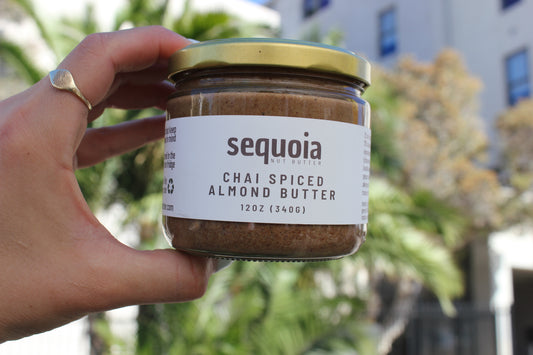 sequoia
NUT BUTTER
CHAI SPICED
ALMOND BUTTER
12OZ (340G)